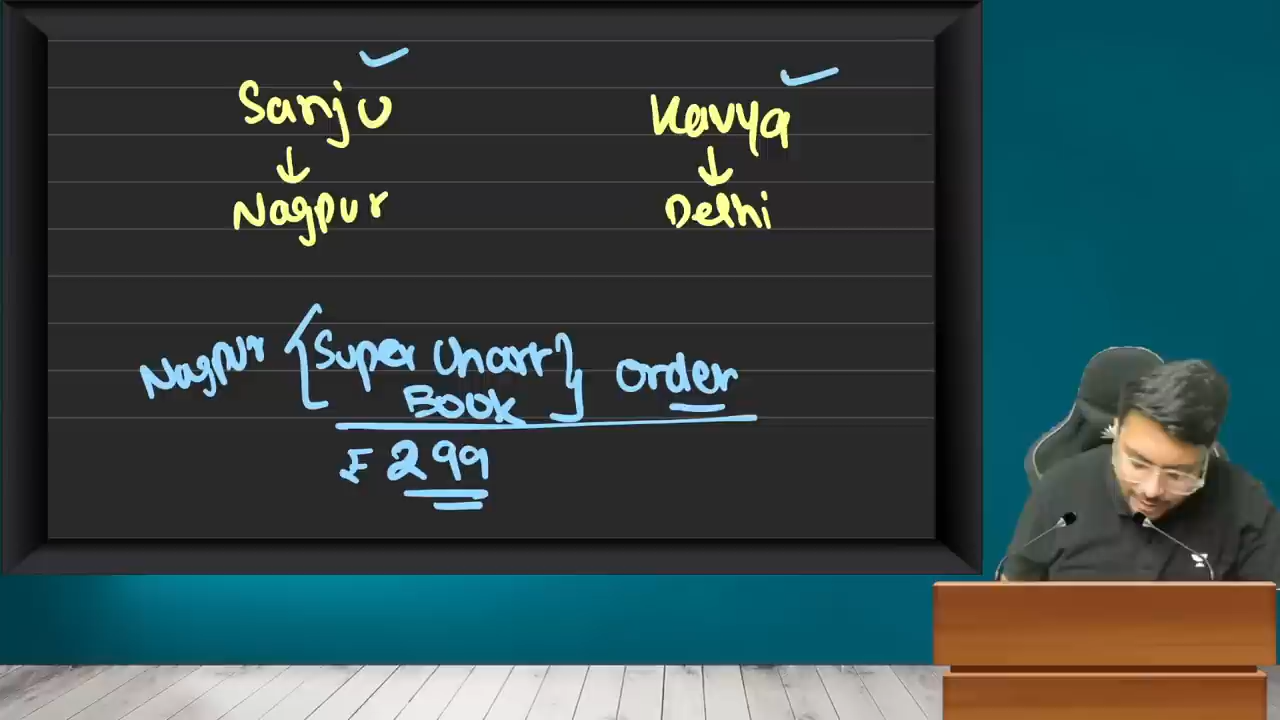 Sanju
Kavya
↓
↓
Nagpur
Delhi
Nagpur {Super Chart Book} order
₹ 299